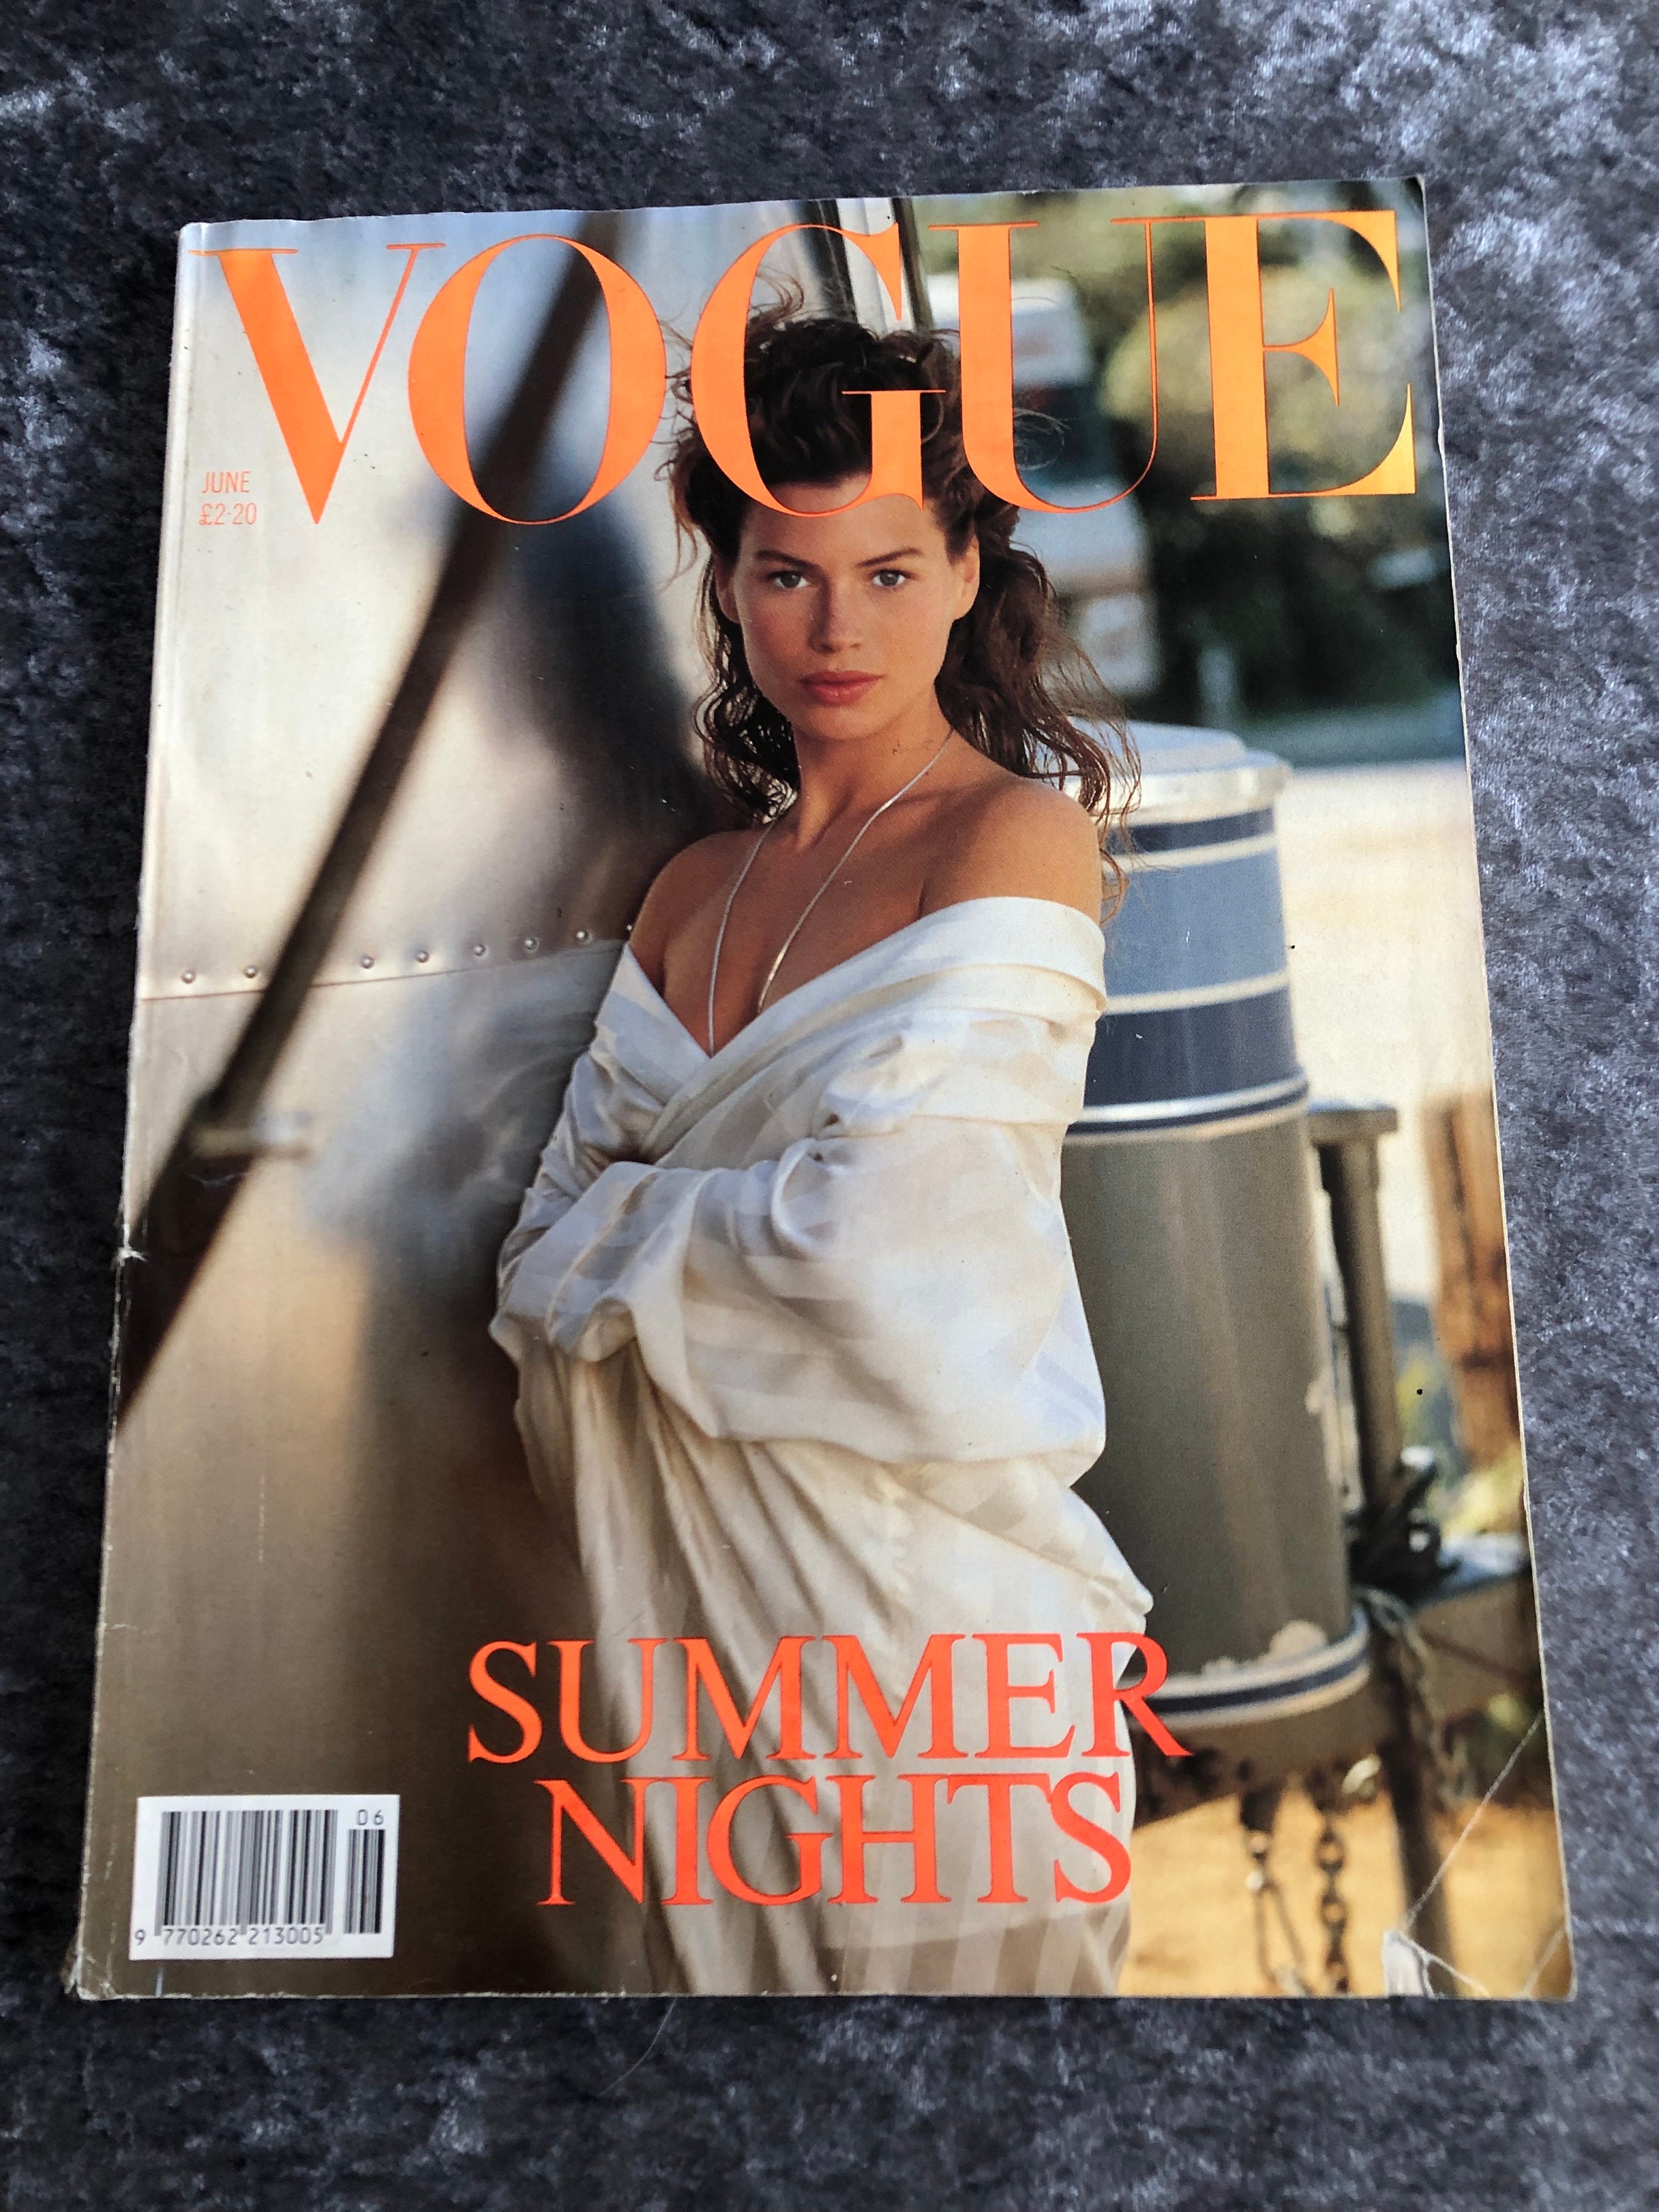 VOGUE
JUNE
£2-20
SUMMER
NIGHTS
06
9 770262 213005